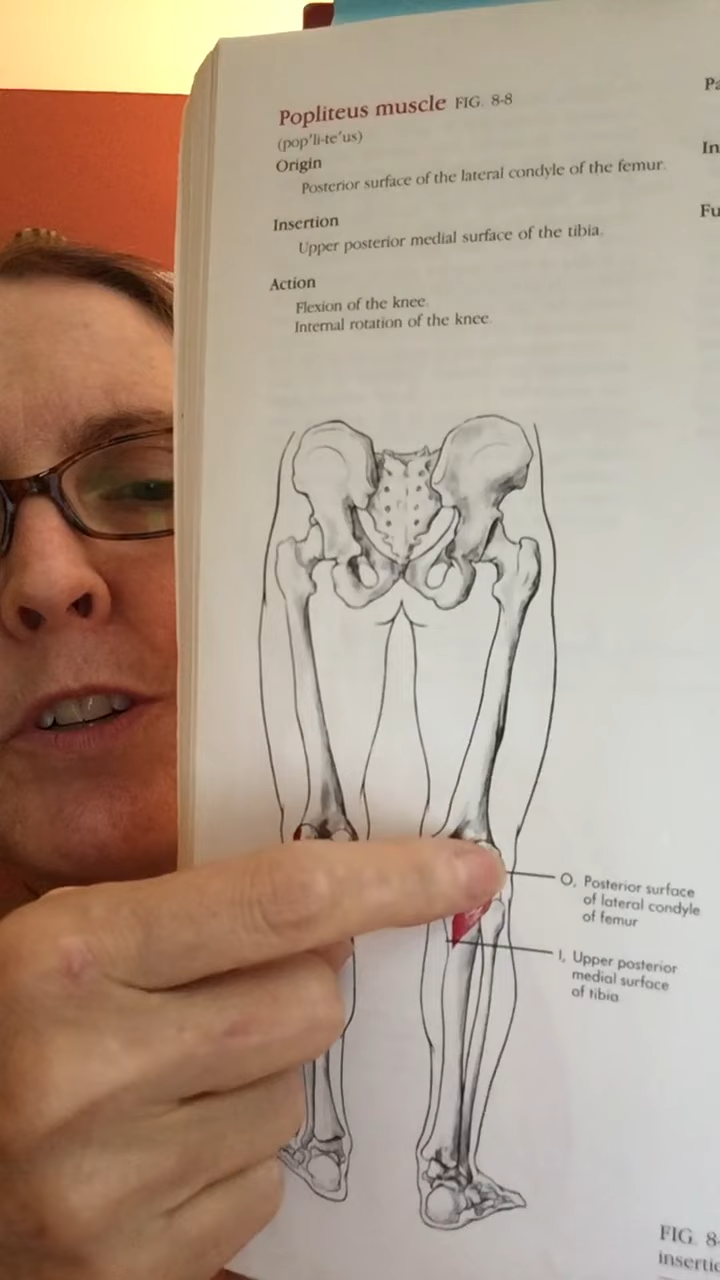 Popliteus muscle FIG. 8-8
(pop'li-te'us)
Origin
Posterior surface of the lateral condyle of the femur.
Insertion
Upper posterior medial surface of the tibia.
Action
Flexion of the knee.
Internal rotation of the knee.
O, Posterior surface
of lateral condyle
of femur
I, Upper posterior
medial surface
of tibia
Pa
In
Fu
FIG. 8-
insertio